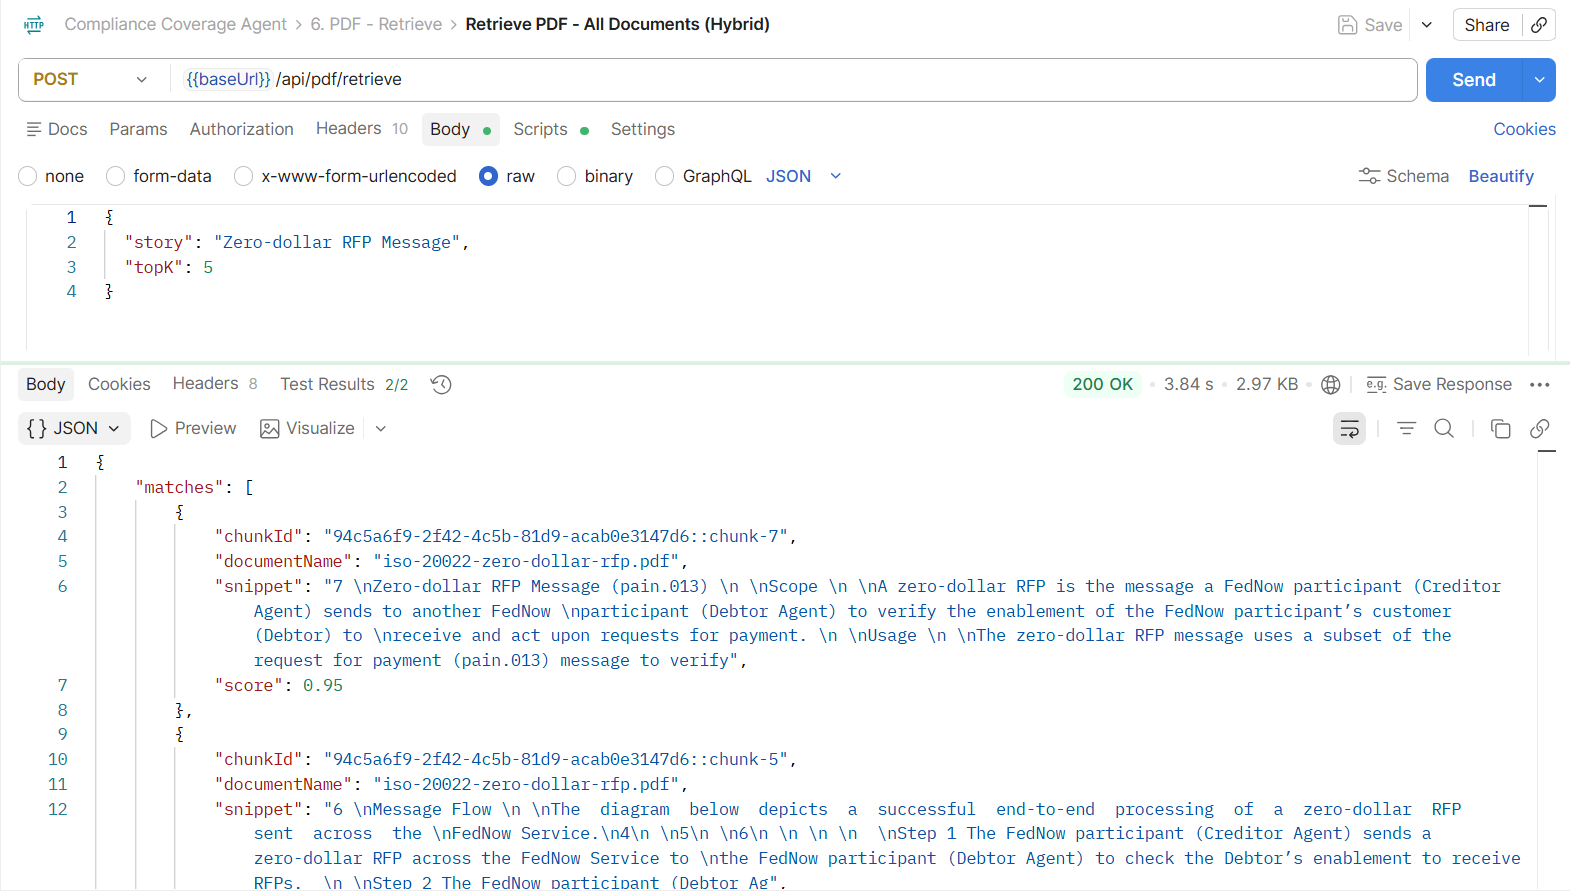 HTTP Compliance Coverage Agent > 6. PDF - Retrieve > Retrieve PDF - All Documents (Hybrid) Save Share
POST {{baseUrl}} /api/pdf/retrieve Send
Docs Params Authorization Headers 10 Body Scripts Settings Cookies
none form-data x-www-form-urlencoded raw binary GraphQL JSON Schema Beautify
1 {
2 "story": "Zero-dollar RFP Message",
3 "topK": 5
4 }
Body Cookies Headers 8 Test Results 2/2 200 OK • 3.84 s • 2.97 KB • e.g. Save Response
{} JSON Preview Visualize
1 {
2 "matches": [
3 {
4 "chunkId": "94c5a6f9-2f42-4c5b-81d9-acab0e3147d6::chunk-7",
5 "documentName": "iso-20022-zero-dollar-rfp.pdf",
6 "snippet": "7 \nZero-dollar RFP Message (pain.013) \n \nScope \n \nA zero-dollar RFP is the message a FedNow participant (Creditor
Agent) sends to another FedNow \nparticipant (Debtor Agent) to verify the enablement of the FedNow participant’s customer
(Debtor) to \nreceive and act upon requests for payment. \n \nUsage \n \nThe zero-dollar RFP message uses a subset of the
request for payment (pain.013) message to verify",
7 "score": 0.95
8 },
9 {
10 "chunkId": "94c5a6f9-2f42-4c5b-81d9-acab0e3147d6::chunk-5",
11 "documentName": "iso-20022-zero-dollar-rfp.pdf",
12 "snippet": "6 \nMessage Flow \n \nThe diagram below depicts a successful end-to-end processing of a zero-dollar RFP
sent across the \nFedNow Service.\n4\n \n5\n \n6\n \n \n \n \nStep 1 The FedNow participant (Creditor Agent) sends a
zero-dollar RFP across the FedNow Service to \nthe FedNow participant (Debtor Agent) to check the Debtor’s enablement to receive
RFPs. \n \nStep 2 The FedNow participant (Debtor Ag",